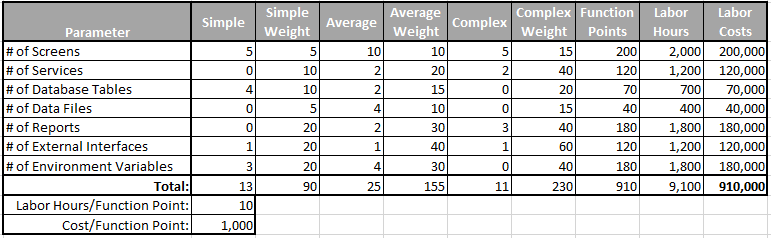 Parameter Simple Simple Weight Average Average Weight Complex Complex Weight Function Points Labor Hours Labor Costs
# of Screens 5 5 10 10 5 15 200 2,000 200,000
# of Services 0 10 2 20 2 40 120 1,200 120,000
# of Database Tables 4 10 2 15 0 20 70 700 70,000
# of Data Files 0 5 4 10 0 15 40 400 40,000
# of Reports 0 20 2 30 3 40 180 1,800 180,000
# of External Interfaces 1 20 1 40 1 60 120 1,200 120,000
# of Environment Variables 3 20 4 30 0 40 180 1,800 180,000
Total: 13 90 25 155 11 230 910 9,100 910,000
Labor Hours/Function Point: 10
Cost/Function Point: 1,000